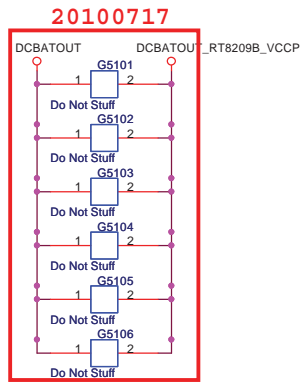 20100717
DCBATOUT DCBATOUT_RT8209B_VCCP
G5101
1 2
Do Not Stuff
G5102
1 2
Do Not Stuff
G5103
1 2
Do Not Stuff
G5104
1 2
Do Not Stuff
G5105
1 2
Do Not Stuff
G5106
1 2
Do Not Stuff